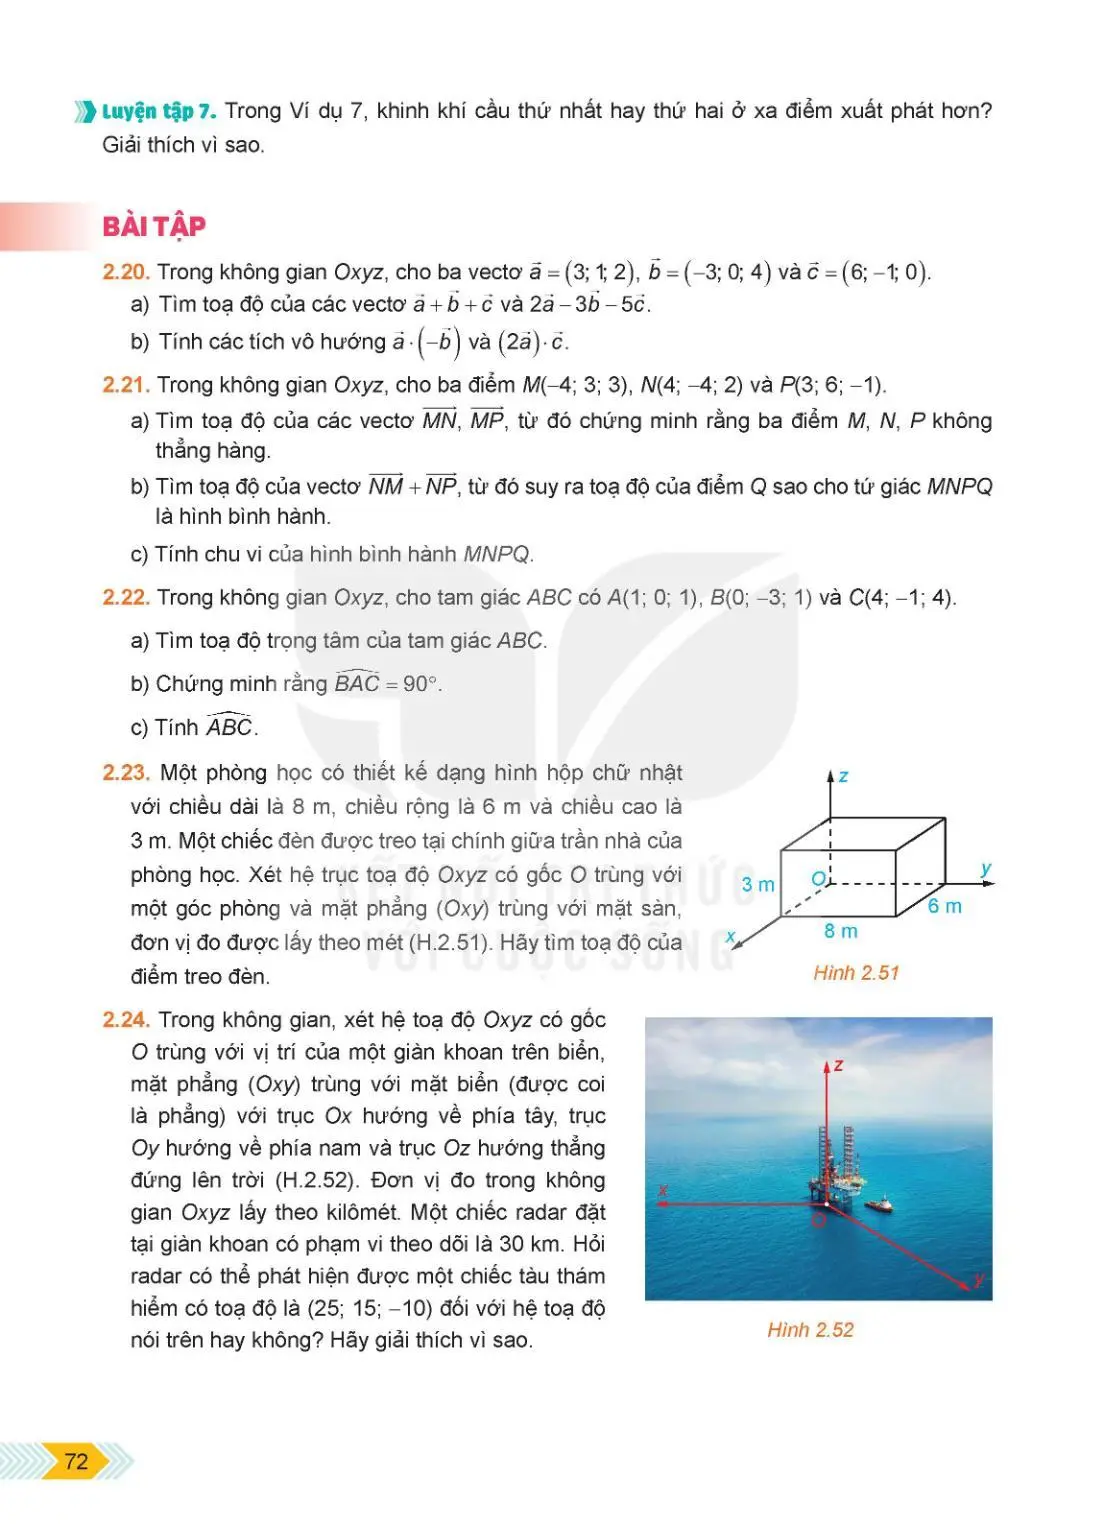 Luyện tập 7. Trong Ví dụ 7, khinh khí cầu thứ nhất hay thứ hai ở xa điểm xuất phát hơn?
Giải thích vì sao.
BÀI TẬP
2.20. Trong không gian Oxyz, cho ba vectơ a⃗ = (3; 1; 2), b⃗ = (−3; 0; 4) và c⃗ = (6; −1; 0).
a) Tìm toạ độ của các vectơ a⃗ + b⃗ + c⃗ và 2a⃗ − 3b⃗ − 5c⃗.
b) Tính các tích vô hướng a⃗ · (−b⃗) và (2a⃗) · c⃗.
2.21. Trong không gian Oxyz, cho ba điểm M(−4; 3; 3), N(4; −4; 2) và P(3; 6; −1).
a) Tìm toạ độ của các vectơ MN, MP, từ đó chứng minh rằng ba điểm M, N, P không
thẳng hàng.
b) Tìm toạ độ của vectơ NM + NP, từ đó suy ra toạ độ của điểm Q sao cho tứ giác MNPQ
là hình bình hành.
c) Tính chu vi của hình bình hành MNPQ.
2.22. Trong không gian Oxyz, cho tam giác ABC có A(1; 0; 1), B(0; −3; 1) và C(4; −1; 4).
a) Tìm toạ độ trọng tâm của tam giác ABC.
b) Chứng minh rằng BAC = 90°.
c) Tính ABC.
2.23. Một phòng học có thiết kế dạng hình hộp chữ nhật
với chiều dài là 8 m, chiều rộng là 6 m và chiều cao là
3 m. Một chiếc đèn được treo tại chính giữa trần nhà của
phòng học. Xét hệ trục toạ độ Oxyz có gốc O trùng với
một góc phòng và mặt phẳng (Oxy) trùng với mặt sàn,
đơn vị đo được lấy theo mét (H.2.51). Hãy tìm toạ độ của
điểm treo đèn.
z
y
3 m
O
6 m
x
8 m
Hình 2.51
KẾT NỐI TRI THỨC
VỚI CUỘC SỐNG
2.24. Trong không gian, xét hệ toạ độ Oxyz có gốc
O trùng với vị trí của một giàn khoan trên biển,
mặt phẳng (Oxy) trùng với mặt biển (được coi
là phẳng) với trục Ox hướng về phía tây, trục
Oy hướng về phía nam và trục Oz hướng thẳng
đứng lên trời (H.2.52). Đơn vị đo trong không
gian Oxyz lấy theo kilômét. Một chiếc radar đặt
tại giàn khoan có phạm vi theo dõi là 30 km. Hỏi
radar có thể phát hiện được một chiếc tàu thám
hiểm có toạ độ là (25; 15; −10) đối với hệ toạ độ
nói trên hay không? Hãy giải thích vì sao.
z
x
O
y
Hình 2.52
72